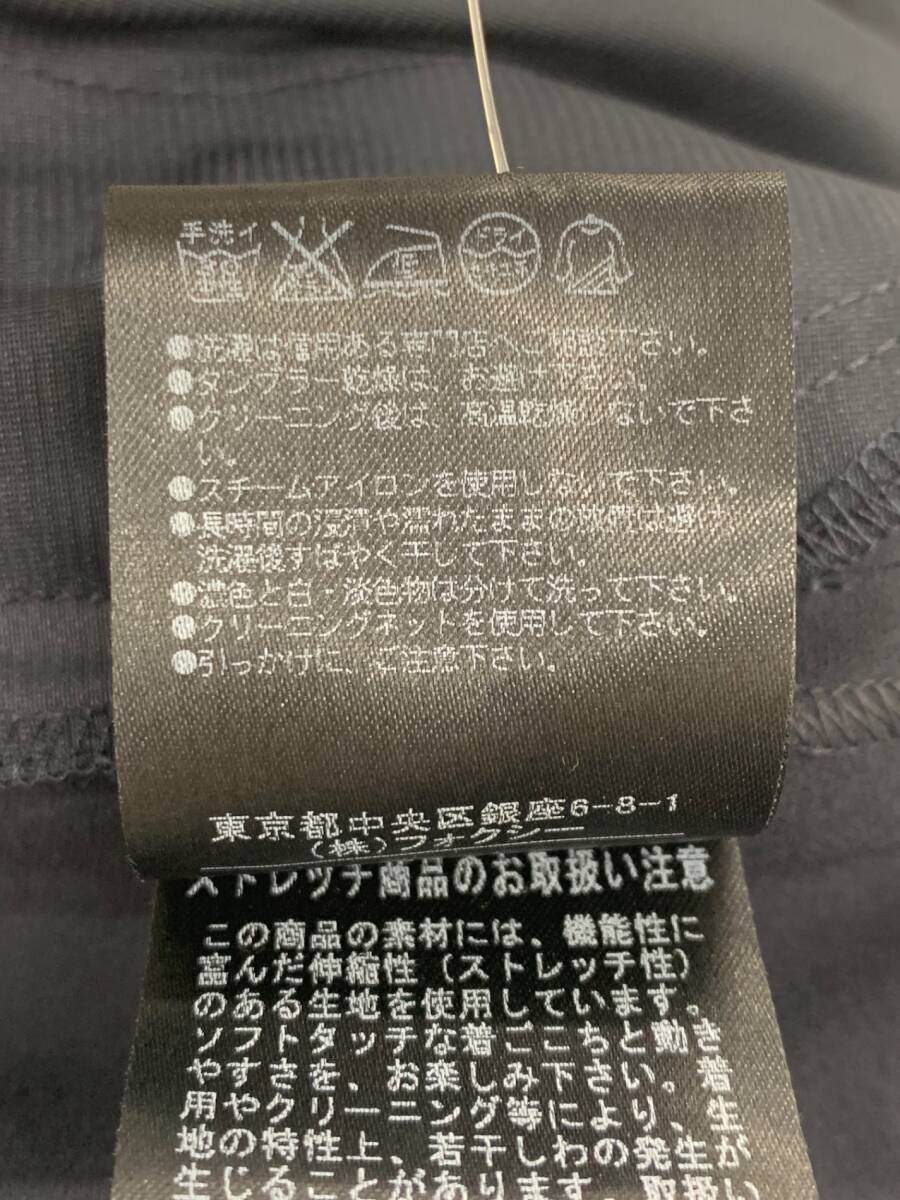 手洗イ
30
中
ドライ
セキユ系
●洗濯は信用ある専門店へご相談下さい。
●タンブラー乾燥は、お避け下さい。
●クリーニング後は、高温乾燥しないで下さ
い。
●スチームアイロンを使用しないで下さい。
●長時間の浸漬や濡れたままの放置は避け
洗濯後すばやく干して下さい。
●濃色と白・淡色物は分けて洗って下さい。
●クリーニングネットを使用して下さい。
●引っかけに、ご注意下さい。
東京都中央区銀座6-8-1
(株)フォクシー
ストレッチ商品のお取扱い注意
この商品の素材には、機能性に
富んだ伸縮性(ストレッチ性)
のある生地を使用しています。
ソフトタッチな着ごこちと動き
やすさを、お楽しみ下さい。着
用やクリーニング等により、生
地の特性上、若干しわの発生が
生じることがあります。取扱い